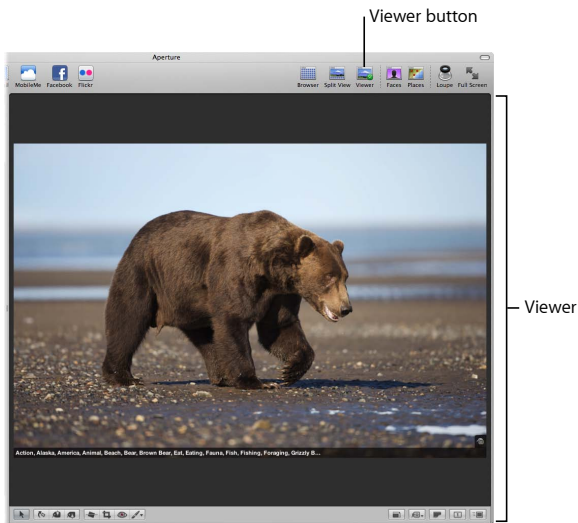 Viewer button
Aperture
MobileMe Facebook Flickr Browser Split View Viewer Faces Places Loupe Full Screen
Viewer
Action, Alaska, America, Animal, Beach, Bear, Brown Bear, Eat, Eating, Fauna, Fish, Fishing, Foraging, Grizzly B...